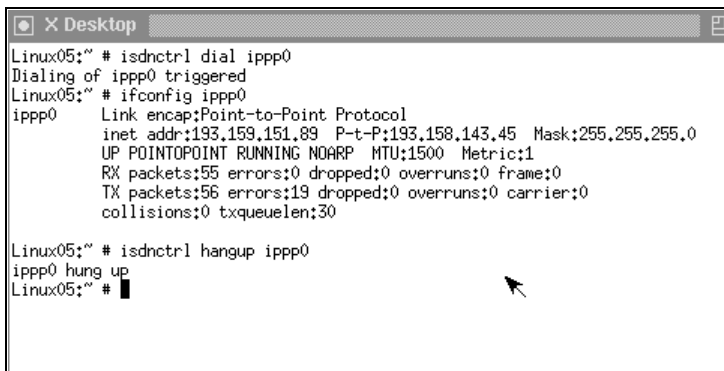 X Desktop
Linux05:~ # isdnctrl dial ippp0
Dialing of ippp0 triggered
Linux05:~ # ifconfig ippp0
ippp0     Link encap:Point-to-Point Protocol
          inet addr:193.159.151.89  P-t-P:193.158.143.45  Mask:255.255.255.0
          UP POINTOPOINT RUNNING NOARP  MTU:1500  Metric:1
          RX packets:55 errors:0 dropped:0 overruns:0 frame:0
          TX packets:56 errors:19 dropped:0 overruns:0 carrier:0
          collisions:0 txqueuelen:30
Linux05:~ # isdnctrl hangup ippp0
ippp0 hung up
Linux05:~ #